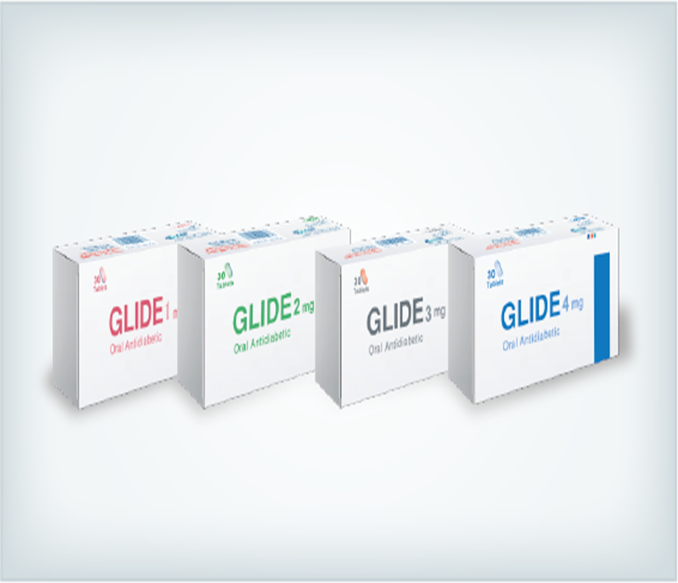 30
Tablets
GLIDE 1
Oral Antidiabetic
30
Tablets
GLIDE 2 mg
Oral Antidiabetic
30
Tablets
GLIDE 3 mg
Oral Antidiabetic
30
Tablets
GLIDE 4 mg
Oral Antidiabetic